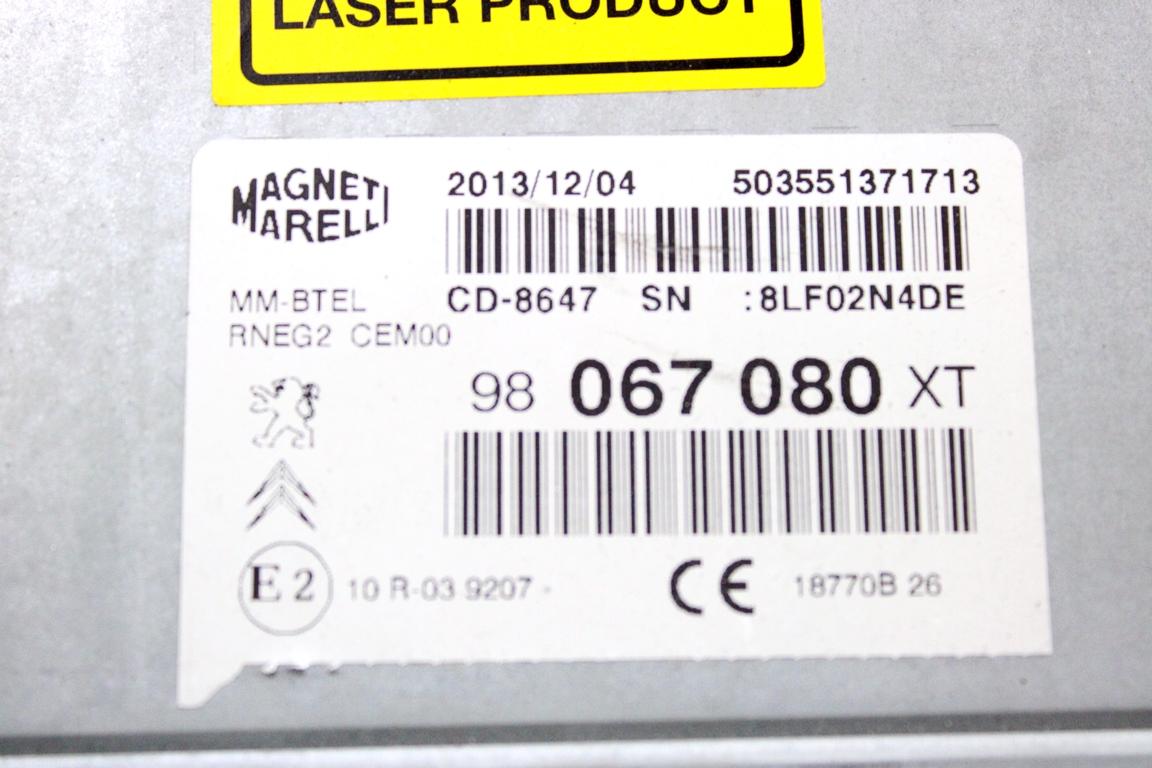 LASER PRODUCT
MAGNETI
MARELLI
2013/12/04 503551371713
MM-BTEL CD-8647 SN :8LF02N4DE
RNEG2 CEM00
98 067 080 XT
E2 10 R-03 9207 - CE 18770B 26